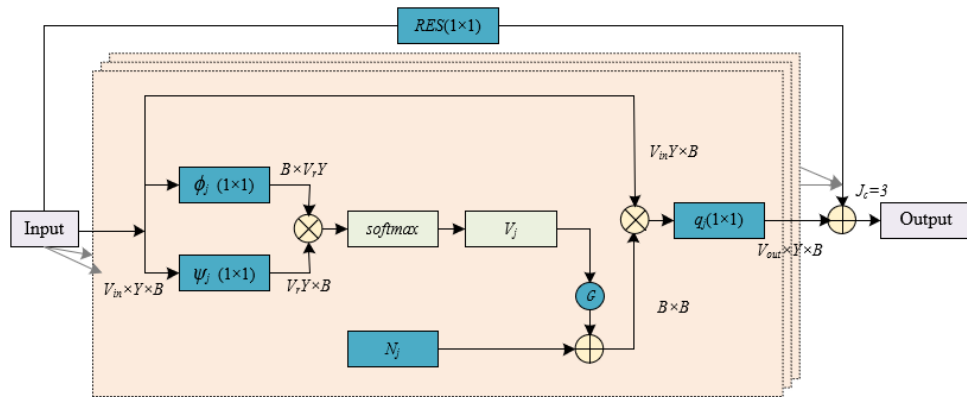 RES(1×1)
B×VrY
VinY×B
ϕj (1×1)
Jc=3
Input
softmax
Vj
qj(1×1)
Output
ψj (1×1)
Vin×Y×B
VrY×B
Vout×Y×B
G
B×B
Nj